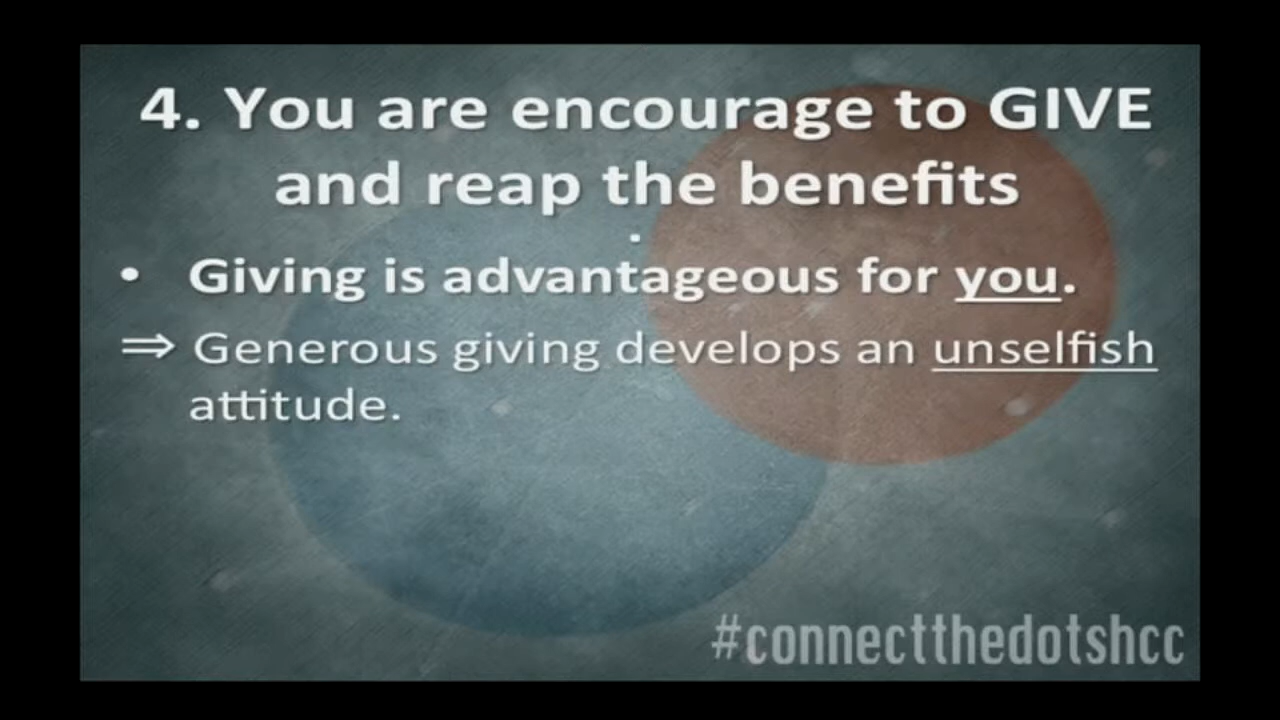 4. You are encourage to GIVE
and reap the benefits
.
• Giving is advantageous for you.
⇒ Generous giving develops an unselfish
attitude.
#connectthedotshcc